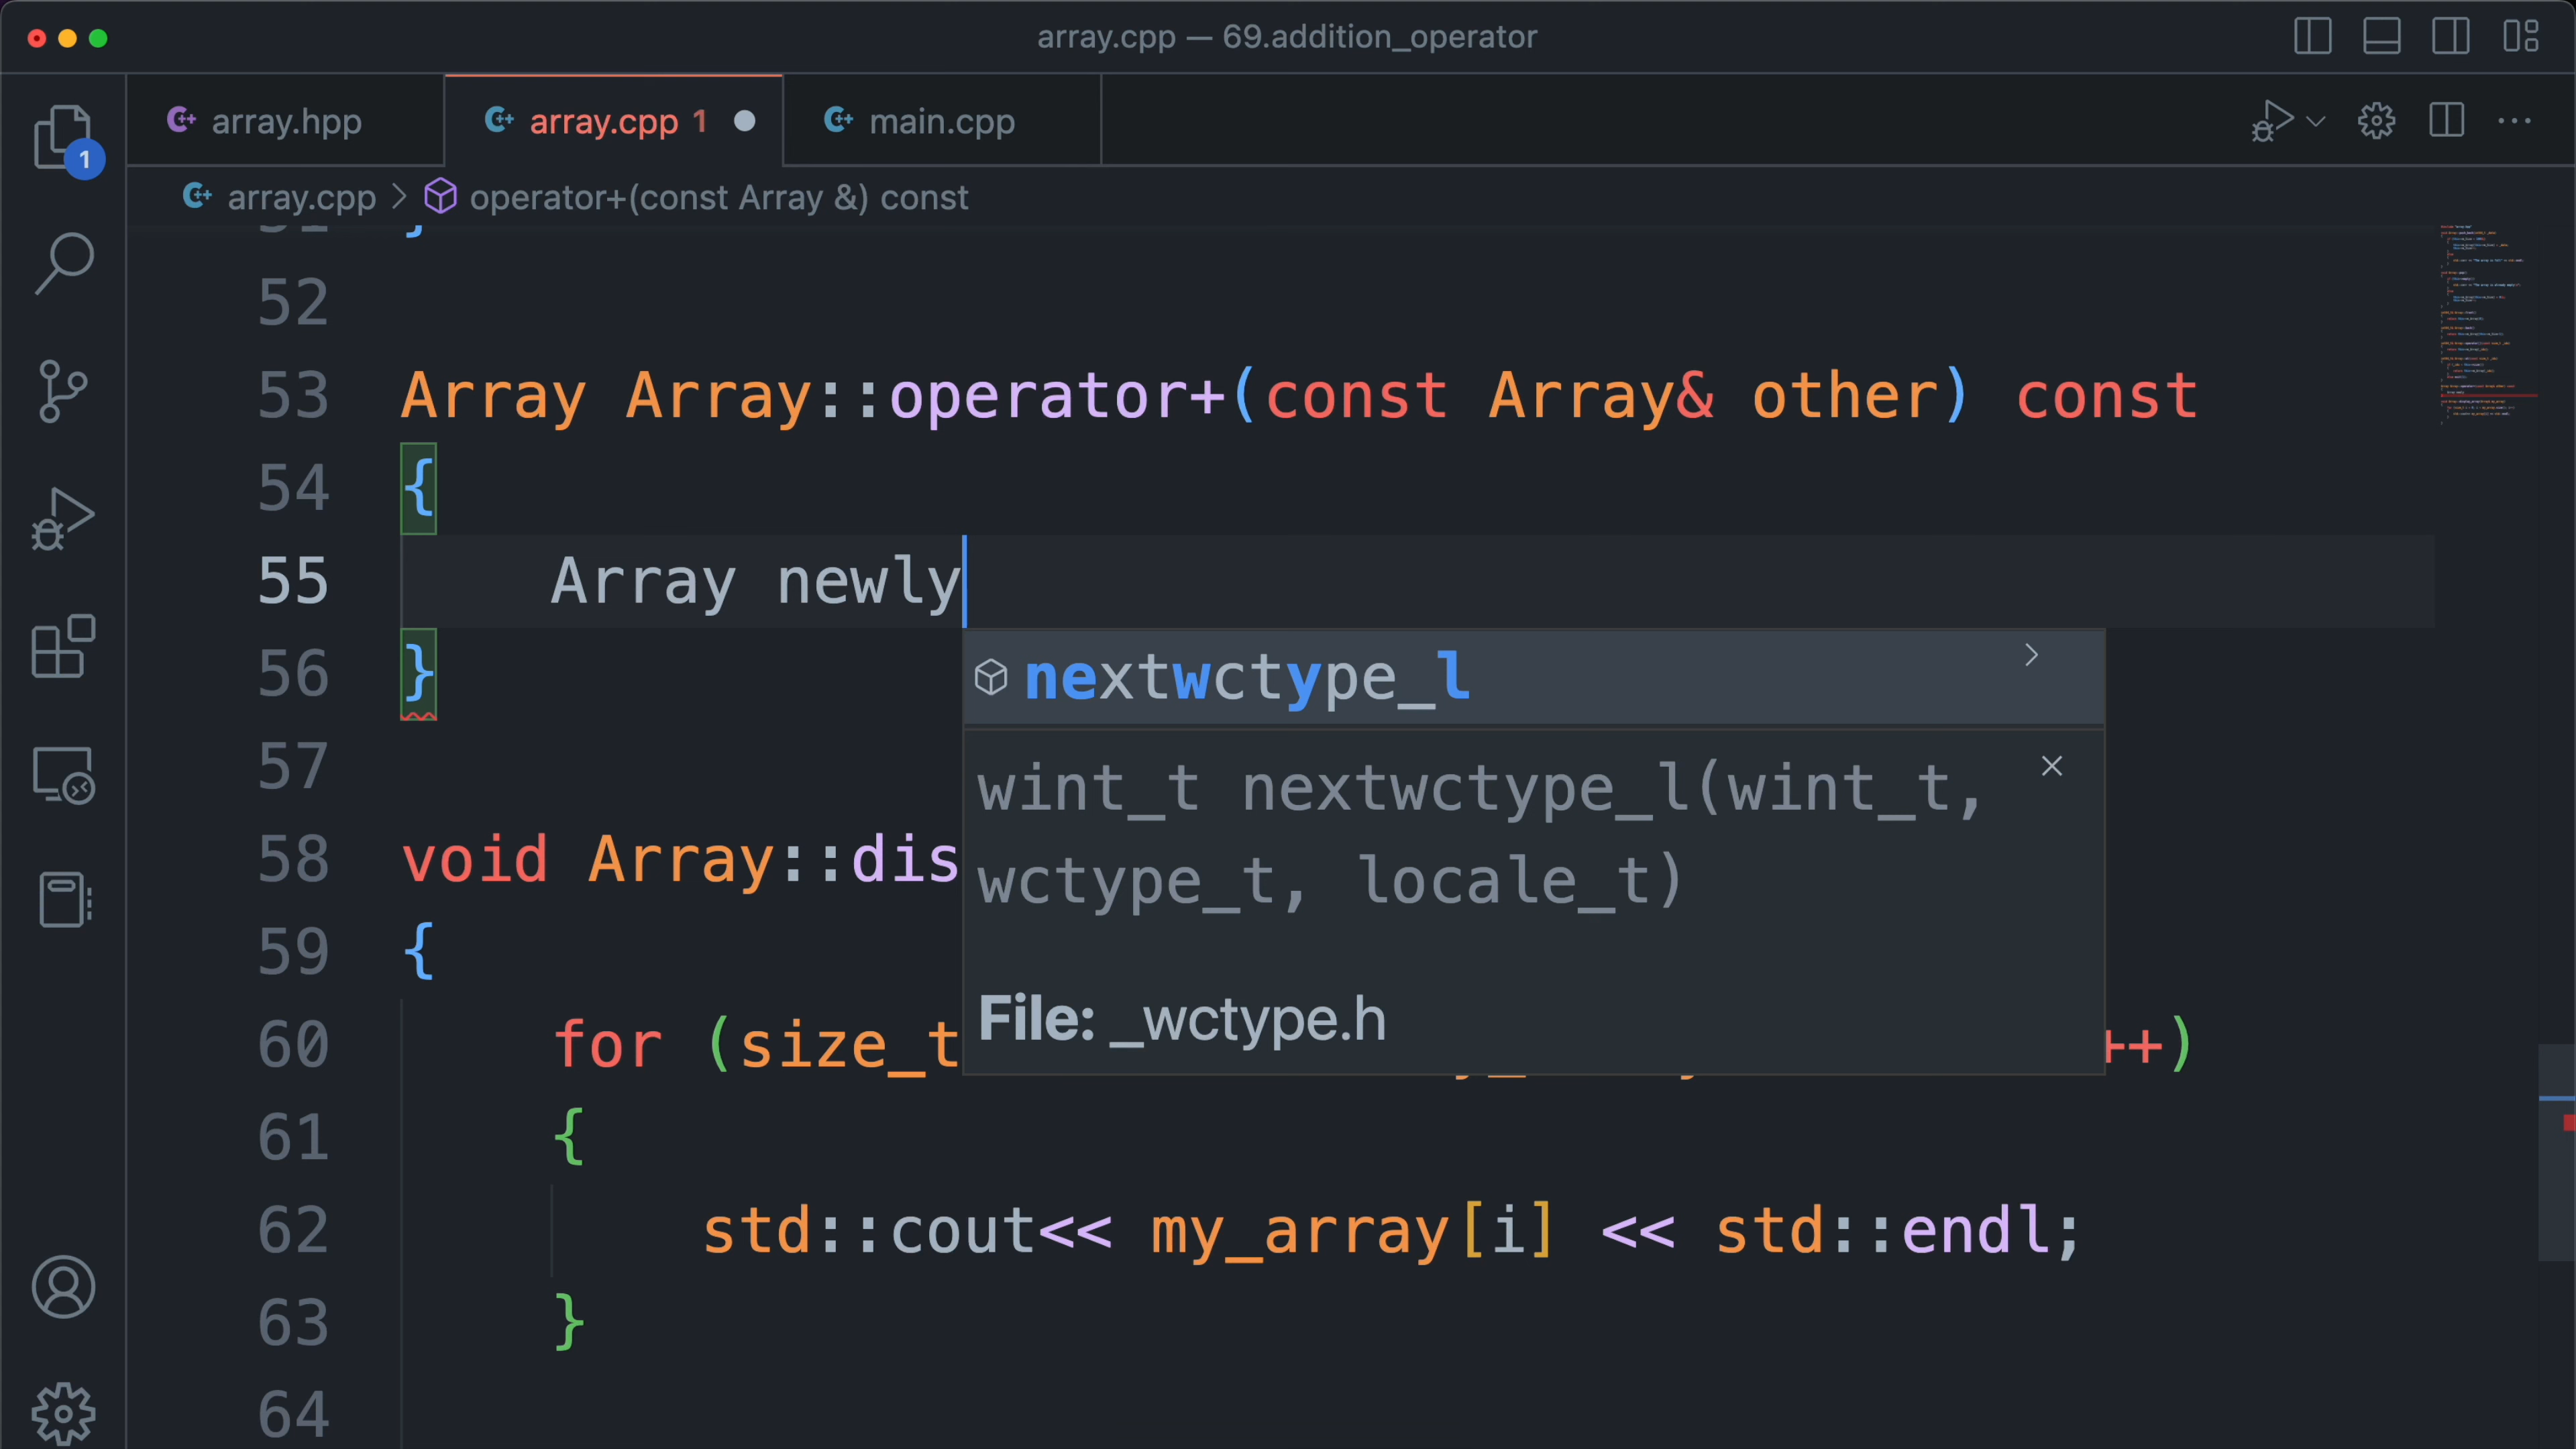 array.cpp — 69.addition_operator
array.hpp
array.cpp 1
main.cpp
1
array.cpp > operator+(const Array &) const
52
53 Array Array::operator+(const Array& other) const
54 {
55 Array newly
56 }
nextwctype_l
wint_t nextwctype_l(wint_t,
wctype_t, locale_t)
File: _wctype.h
57
58 void Array::dis
59 {
60 for (size_t ++)
61 {
62 std::cout<< my_array[i] << std::endl;
63 }
64